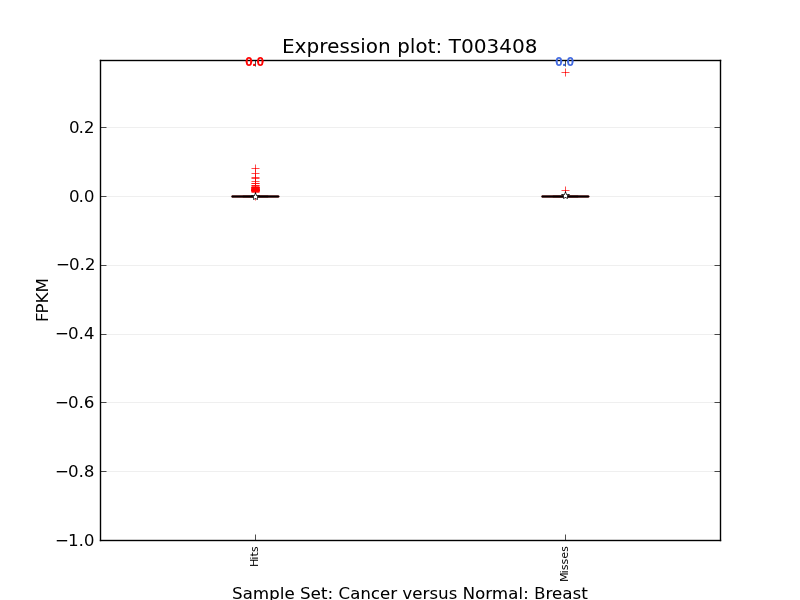 Expression plot: T003408
0.0 0.0
0.2
0.0
−0.2
−0.4
−0.6
−0.8
−1.0
FPKM
Hits
Misses
Sample Set: Cancer versus Normal: Breast